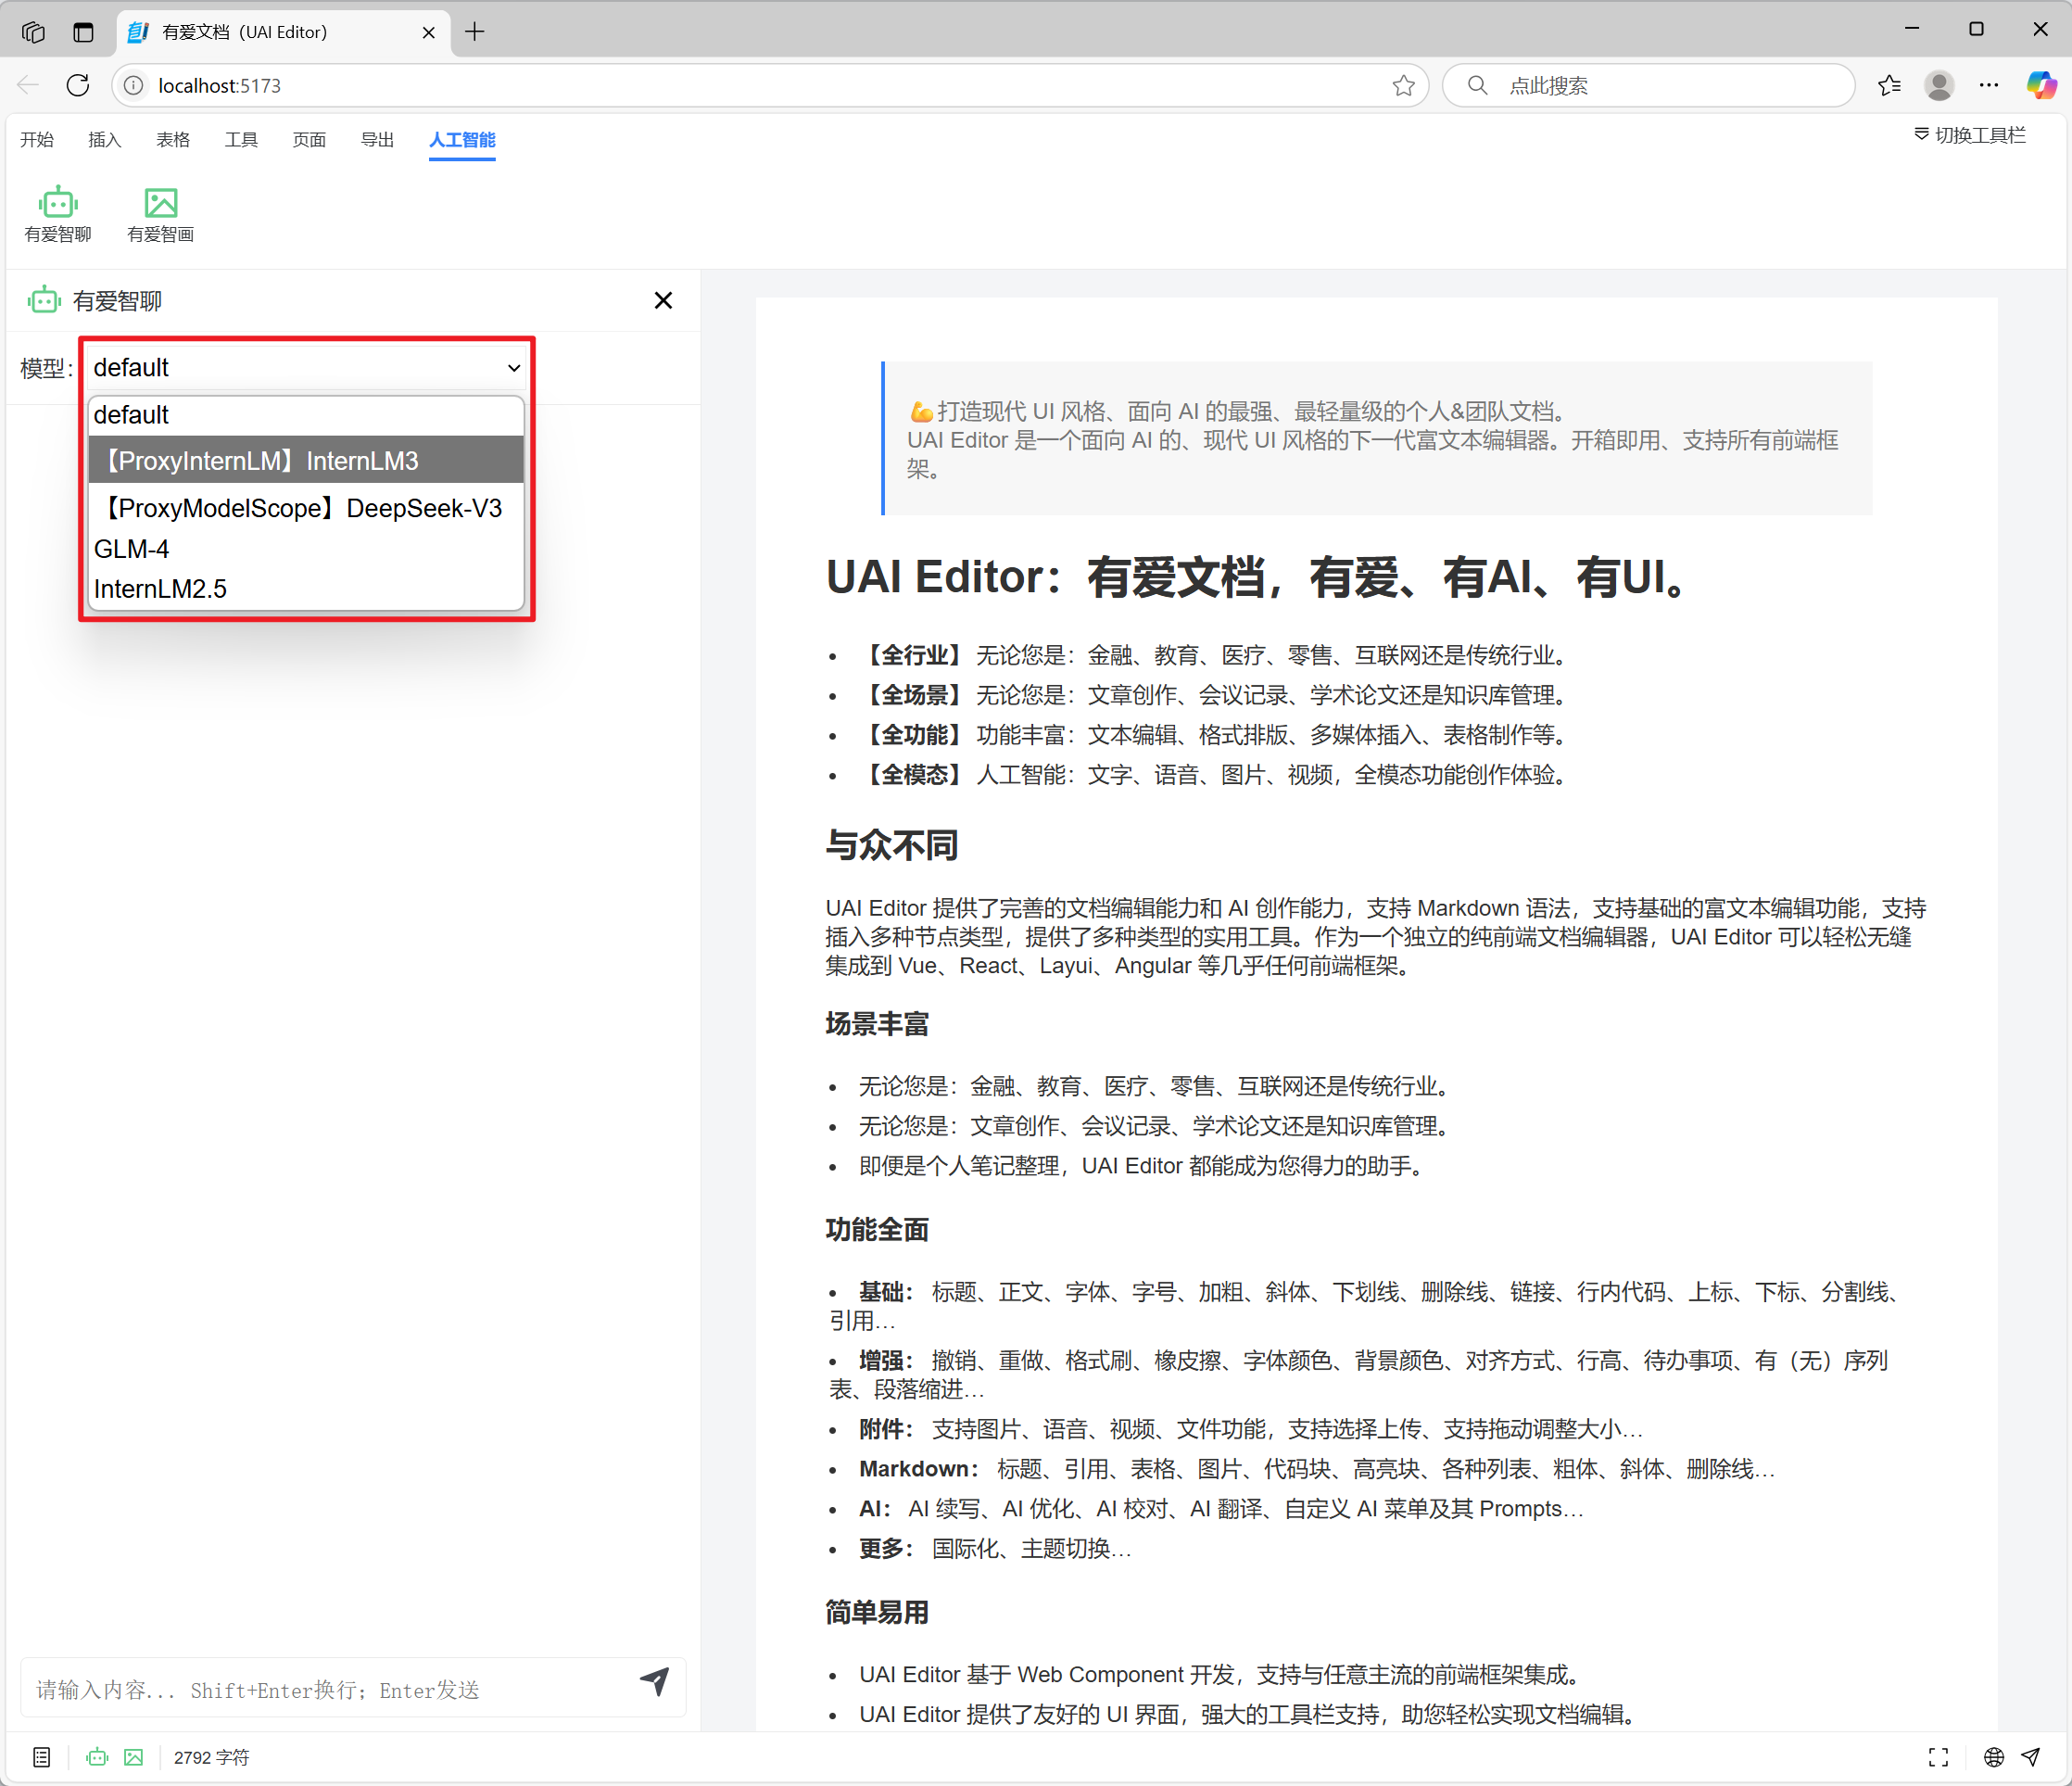 有爱文档（UAI Editor）
localhost:5173
点此搜索
开始 插入 表格 工具 页面 导出 人工智能
切换工具栏
有爱智聊 有爱智画
有爱智聊
模型： default
default
【ProxyInternLM】InternLM3
【ProxyModelScope】DeepSeek-V3
GLM-4
InternLM2.5
请输入内容... Shift+Enter换行；Enter发送
💪打造现代 UI 风格、面向 AI 的最强、最轻量级的个人&团队文档。
UAI Editor 是一个面向 AI 的、现代 UI 风格的下一代富文本编辑器。开箱即用、支持所有前端框
架。
UAI Editor：有爱文档，有爱、有AI、有UI。
• 【全行业】 无论您是：金融、教育、医疗、零售、互联网还是传统行业。
• 【全场景】 无论您是：文章创作、会议记录、学术论文还是知识库管理。
• 【全功能】 功能丰富：文本编辑、格式排版、多媒体插入、表格制作等。
• 【全模态】 人工智能：文字、语音、图片、视频，全模态功能创作体验。
与众不同
UAI Editor 提供了完善的文档编辑能力和 AI 创作能力，支持 Markdown 语法，支持基础的富文本编辑功能，支持
插入多种节点类型，提供了多种类型的实用工具。作为一个独立的纯前端文档编辑器，UAI Editor 可以轻松无缝
集成到 Vue、React、Layui、Angular 等几乎任何前端框架。
场景丰富
• 无论您是：金融、教育、医疗、零售、互联网还是传统行业。
• 无论您是：文章创作、会议记录、学术论文还是知识库管理。
• 即便是个人笔记整理，UAI Editor 都能成为您得力的助手。
功能全面
• 基础： 标题、正文、字体、字号、加粗、斜体、下划线、删除线、链接、行内代码、上标、下标、分割线、
引用…
• 增强： 撤销、重做、格式刷、橡皮擦、字体颜色、背景颜色、对齐方式、行高、待办事项、有（无）序列
表、段落缩进…
• 附件： 支持图片、语音、视频、文件功能，支持选择上传、支持拖动调整大小…
• Markdown： 标题、引用、表格、图片、代码块、高亮块、各种列表、粗体、斜体、删除线…
• AI： AI 续写、AI 优化、AI 校对、AI 翻译、自定义 AI 菜单及其 Prompts…
• 更多： 国际化、主题切换…
简单易用
• UAI Editor 基于 Web Component 开发，支持与任意主流的前端框架集成。
• UAI Editor 提供了友好的 UI 界面，强大的工具栏支持，助您轻松实现文档编辑。
2792 字符